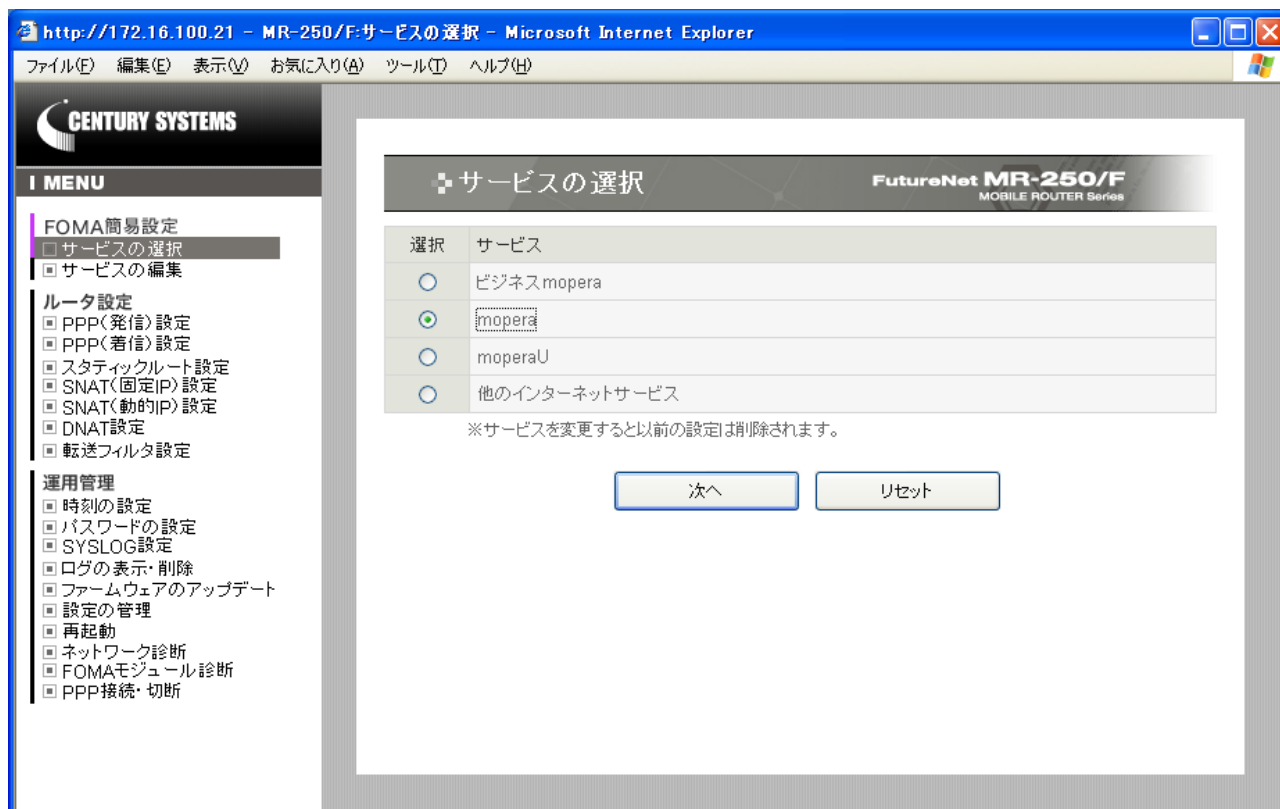 http://172.16.100.21 - MR-250/F:サービスの選択 - Microsoft Internet Explorer
ファイル(F) 編集(E) 表示(V) お気に入り(A) ツール(T) ヘルプ(H)
CENTURY SYSTEMS
MENU
FOMA簡易設定
サービスの選択
サービスの編集
ルータ設定
PPP(発信)設定
PPP(着信)設定
スタティックルート設定
SNAT(固定IP)設定
SNAT(動的IP)設定
DNAT設定
転送フィルタ設定
運用管理
時刻の設定
パスワードの設定
SYSLOG設定
ログの表示・削除
ファームウェアのアップデート
設定の管理
再起動
ネットワーク診断
FOMAモジュール診断
PPP接続・切断
サービスの選択
FutureNet MR-250/F
MOBILE ROUTER Series
選択 サービス
ビジネスmopera
mopera
moperaU
他のインターネットサービス
※サービスを変更すると以前の設定は削除されます。
次へ リセット